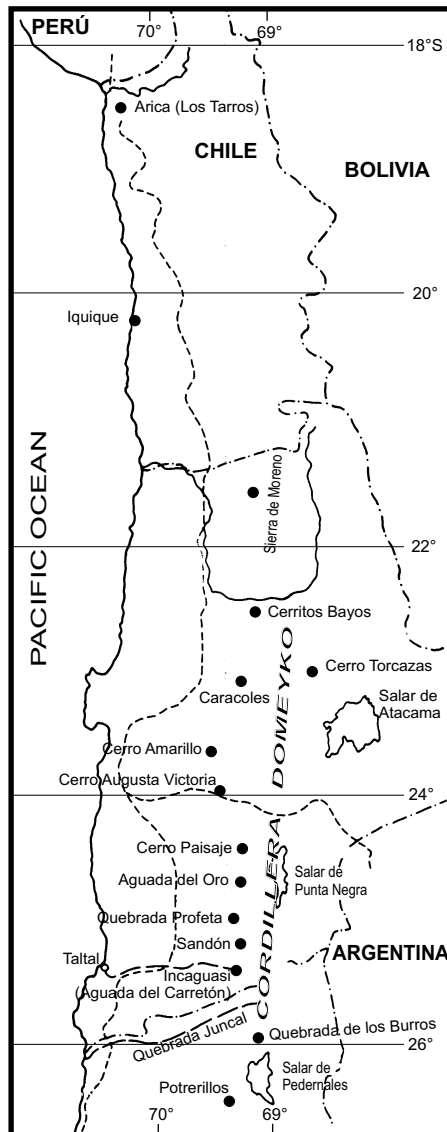 PERÚ
70°
69°
18°S
Arica (Los Tarros)
CHILE
BOLIVIA
20°
Iquique
PACIFIC OCEAN
Sierra de Moreno
22°
Cerritos Bayos
Cerro Torcazas
Caracoles
Salar de
Atacama
CORDILLERA DOMEYKO
Cerro Amarillo
Cerro Augusta Victoria
24°
Cerro Paisaje
Aguada del Oro
Salar de
Punta Negra
Quebrada Profeta
Sandón
Taltal
Incaguasi
(Aguada del Carretón)
ARGENTINA
Quebrada Juncal
Quebrada de los Burros
26°
Salar de
Pedernales
Potrerillos
70°
69°